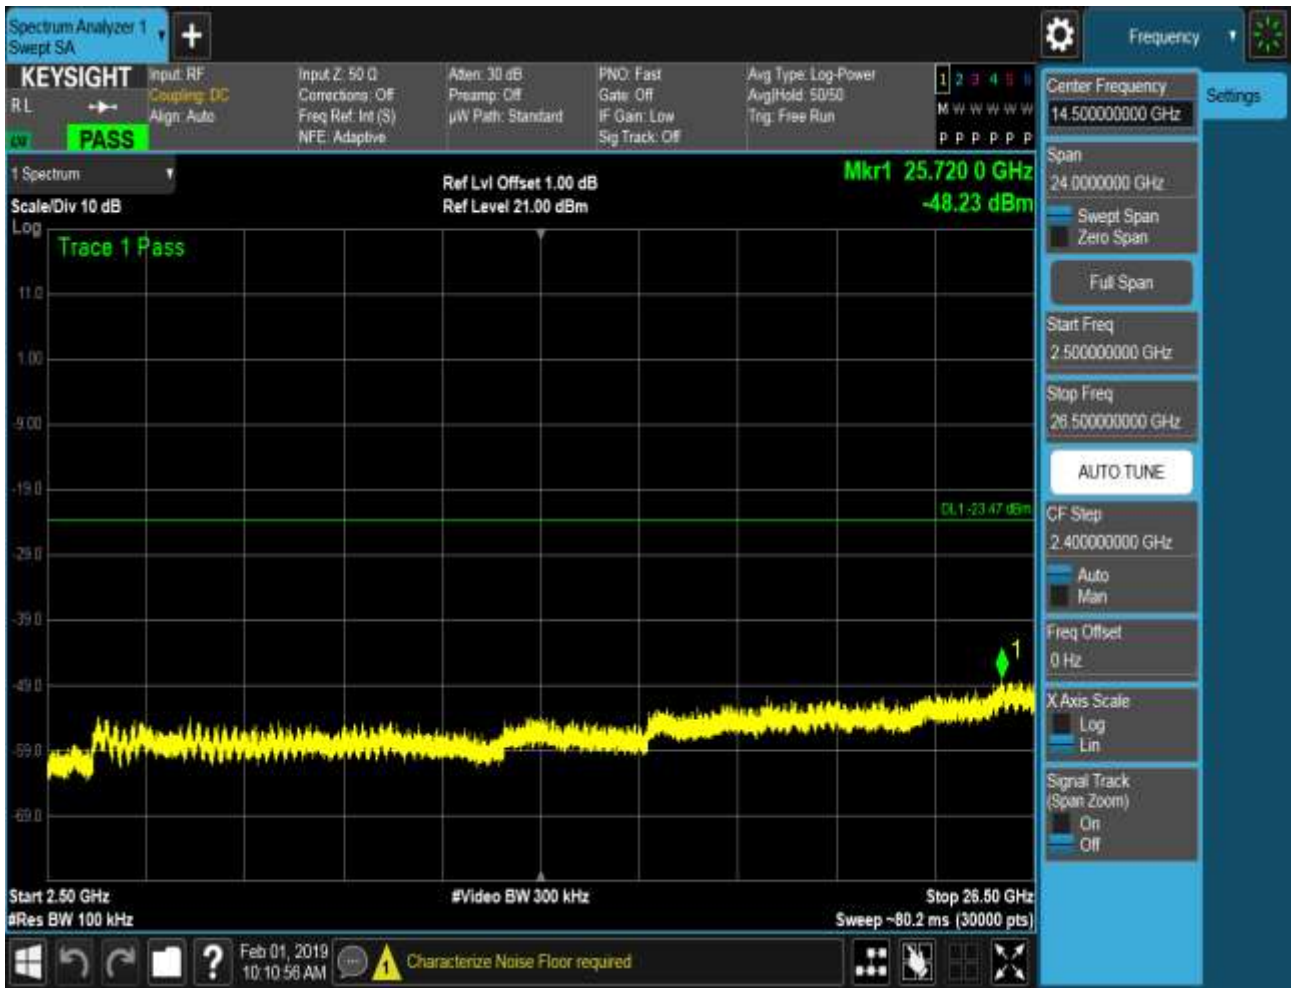 Spectrum Analyzer 1
Swept SA
Frequency
KEYSIGHT
R L
PASS
Input: RF
Coupling: DC
Align: Auto
Input Z: 50 Ω
Corrections: Off
Freq Ref: Int (S)
NFE: Adaptive
Atten: 30 dB
Preamp: Off
µW Path: Standard
PNO: Fast
Gate: Off
IF Gain: Low
Sig Track: Off
Avg Type: Log-Power
Avg|Hold: 50/50
Trig: Free Run
1 2 3 4 5 6
M W W W W W
P P P P P P
1 Spectrum
Scale/Div 10 dB
Log
Ref Lvl Offset 1.00 dB
Ref Level 21.00 dBm
Mkr1 25.720 0 GHz
-48.23 dBm
Trace 1 Pass
11.0
1.00
-9.00
-19.0
DL1 -23.47 dBm
-29.0
-39.0
1
-49.0
-59.0
-69.0
Start 2.50 GHz
#Res BW 100 kHz
#Video BW 300 kHz
Stop 26.50 GHz
Sweep ~80.2 ms (30000 pts)
Center Frequency
14.500000000 GHz
Settings
Span
24.0000000 GHz
Swept Span
Zero Span
Full Span
Start Freq
2.500000000 GHz
Stop Freq
26.500000000 GHz
AUTO TUNE
CF Step
2.400000000 GHz
Auto
Man
Freq Offset
0 Hz
X Axis Scale
Log
Lin
Signal Track
(Span Zoom)
On
Off
?
Feb 01, 2019
10:10:56 AM
1
Characterize Noise Floor required